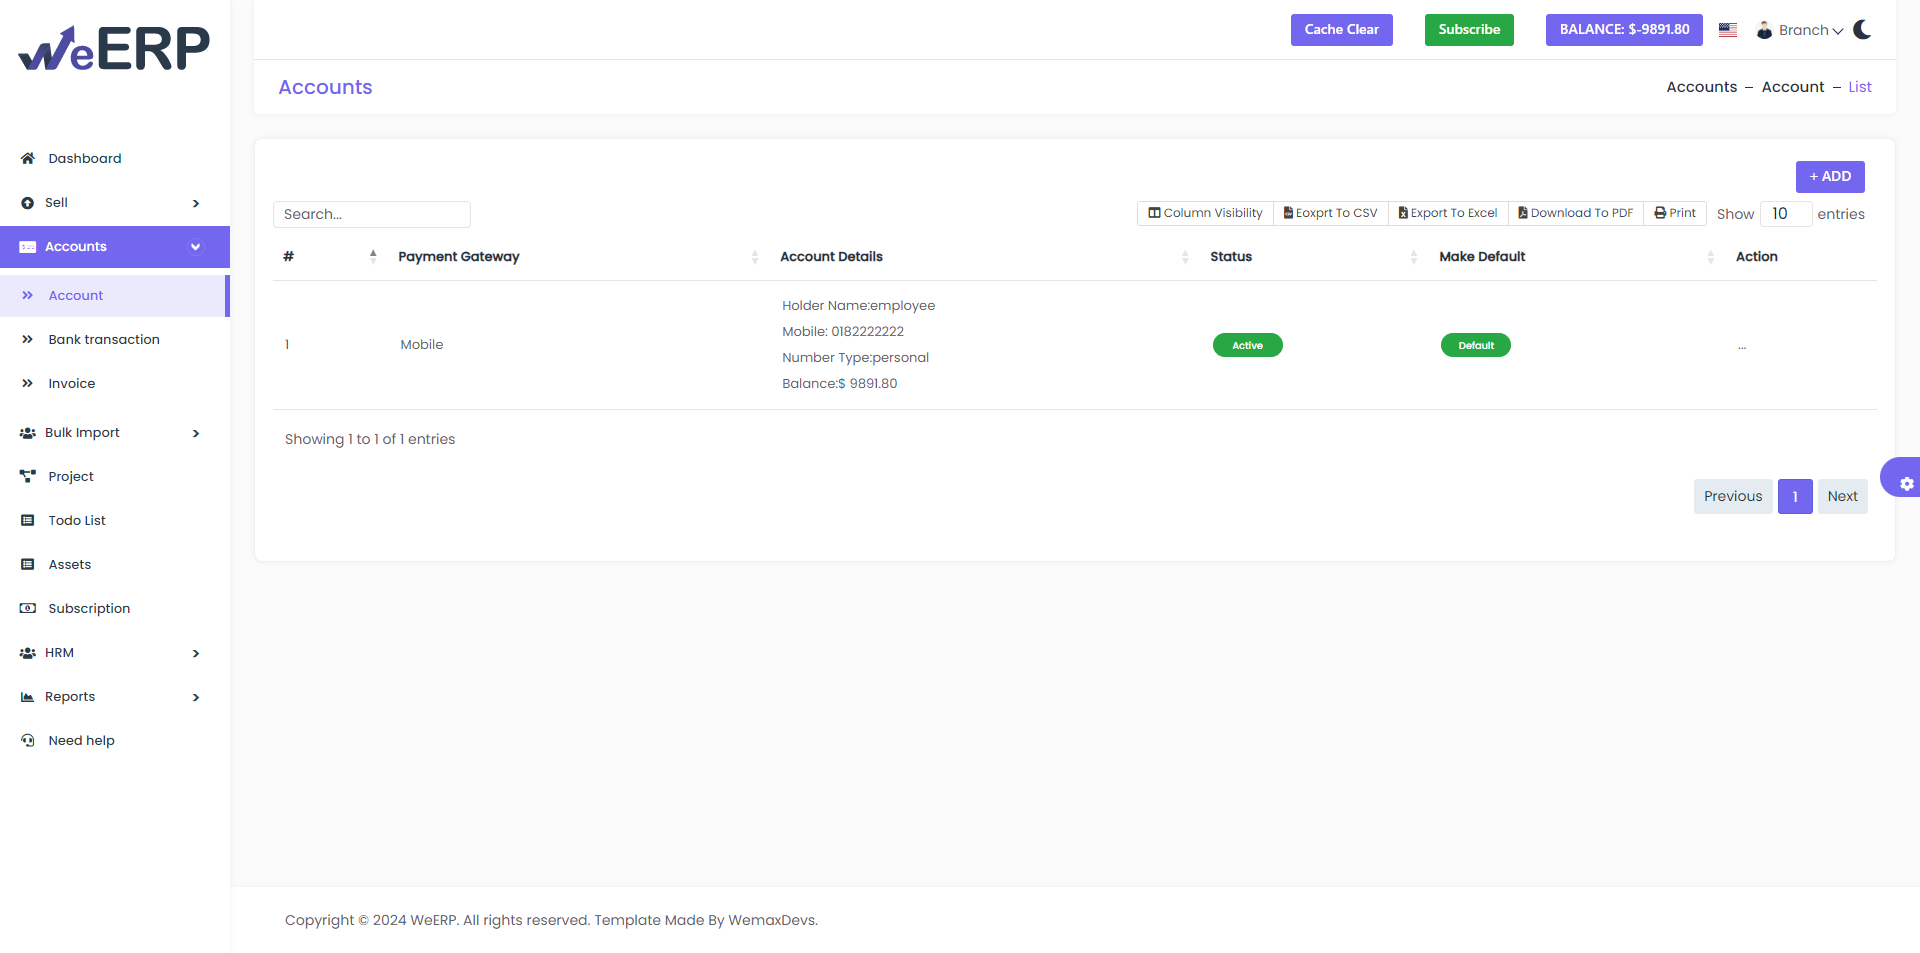 WeERP
Cache Clear
Subscribe
BALANCE: $-9891.80
Branch
Accounts
Accounts – Account – List
Dashboard
Sell
Accounts
Account
Bank transaction
Invoice
Bulk Import
Project
Todo List
Assets
Subscription
HRM
Reports
Need help
+ ADD
Search...
Column Visibility
Eoxprt To CSV
Export To Excel
Download To PDF
Print
Show 10 entries
# Payment Gateway Account Details Status Make Default Action
1 Mobile
Holder Name:employee
Mobile: 0182222222
Number Type:personal
Balance:$ 9891.80
Active
Default
...
Showing 1 to 1 of 1 entries
Previous 1 Next
Copyright © 2024 WeERP. All rights reserved. Template Made By WemaxDevs.